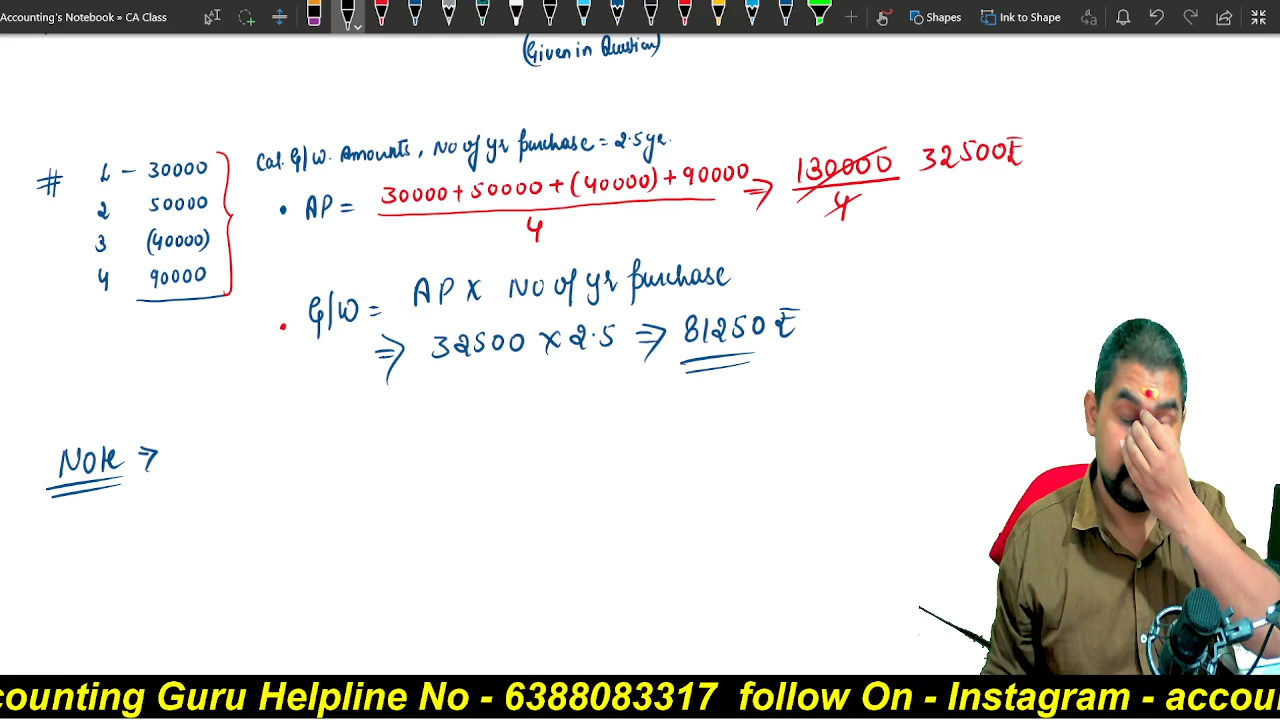 Accounting's Notebook » CA Class
Shapes
Ink to Shape
(Given in Question)
# 1 - 30000
2 50000
3 (40000)
4 90000
Cal. G/W. Amounts, No of yr purchase = 2.5 yr.
• AP = 30000 + 50000 + (40000) + 90000 / 4 ⇒ 130000 / 4 32500₹
• G/W = AP X No of yr purchase
⇒ 32500 X 2.5 ⇒ 81250₹
Note ⇒
counting Guru Helpline No - 6388083317 follow On - Instagram - accou